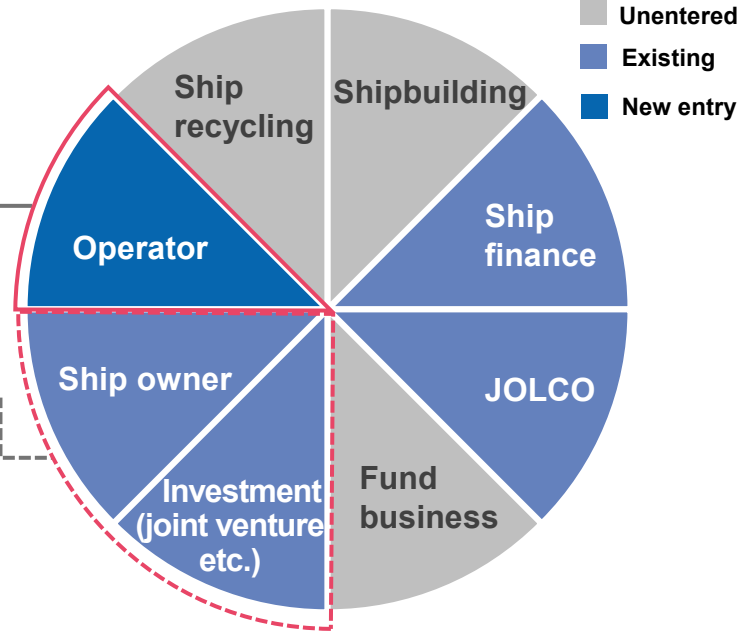 Unentered
Existing
New entry
Ship
recycling
Shipbuilding
Operator
Ship
finance
Ship owner
JOLCO
Investment
(joint venture
etc.)
Fund
business